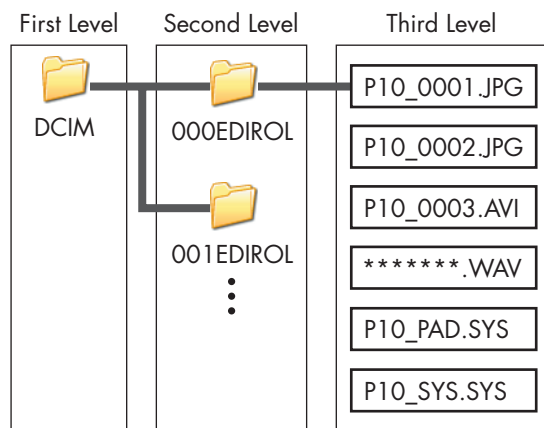 First Level
Second Level
Third Level
DCIM
000EDIROL
001EDIROL
P10_0001.JPG
P10_0002.JPG
P10_0003.AVI
*******.WAV
P10_PAD.SYS
P10_SYS.SYS